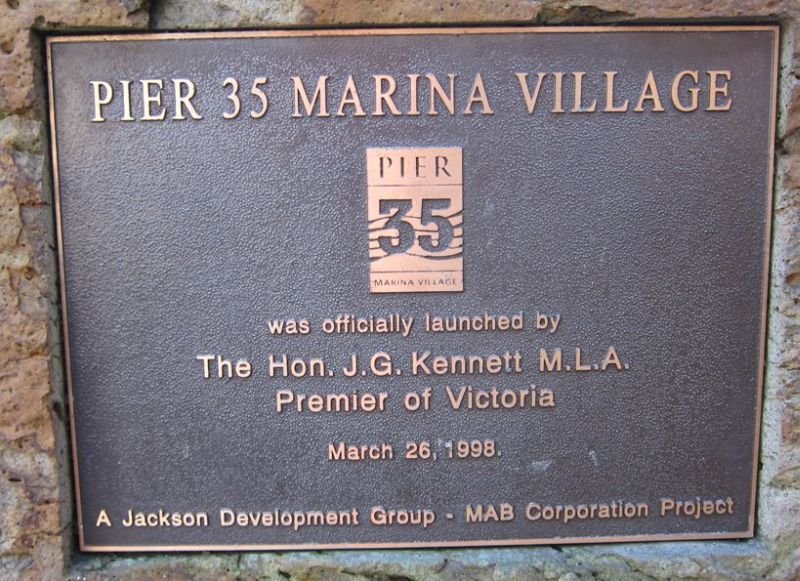 PIER 35 MARINA VILLAGE
PIER
35
MARINA VILLAGE
was officially launched by
The Hon. J.G. Kennett M.L.A.
Premier of Victoria
March 26, 1998.
A Jackson Development Group - MAB Corporation Project